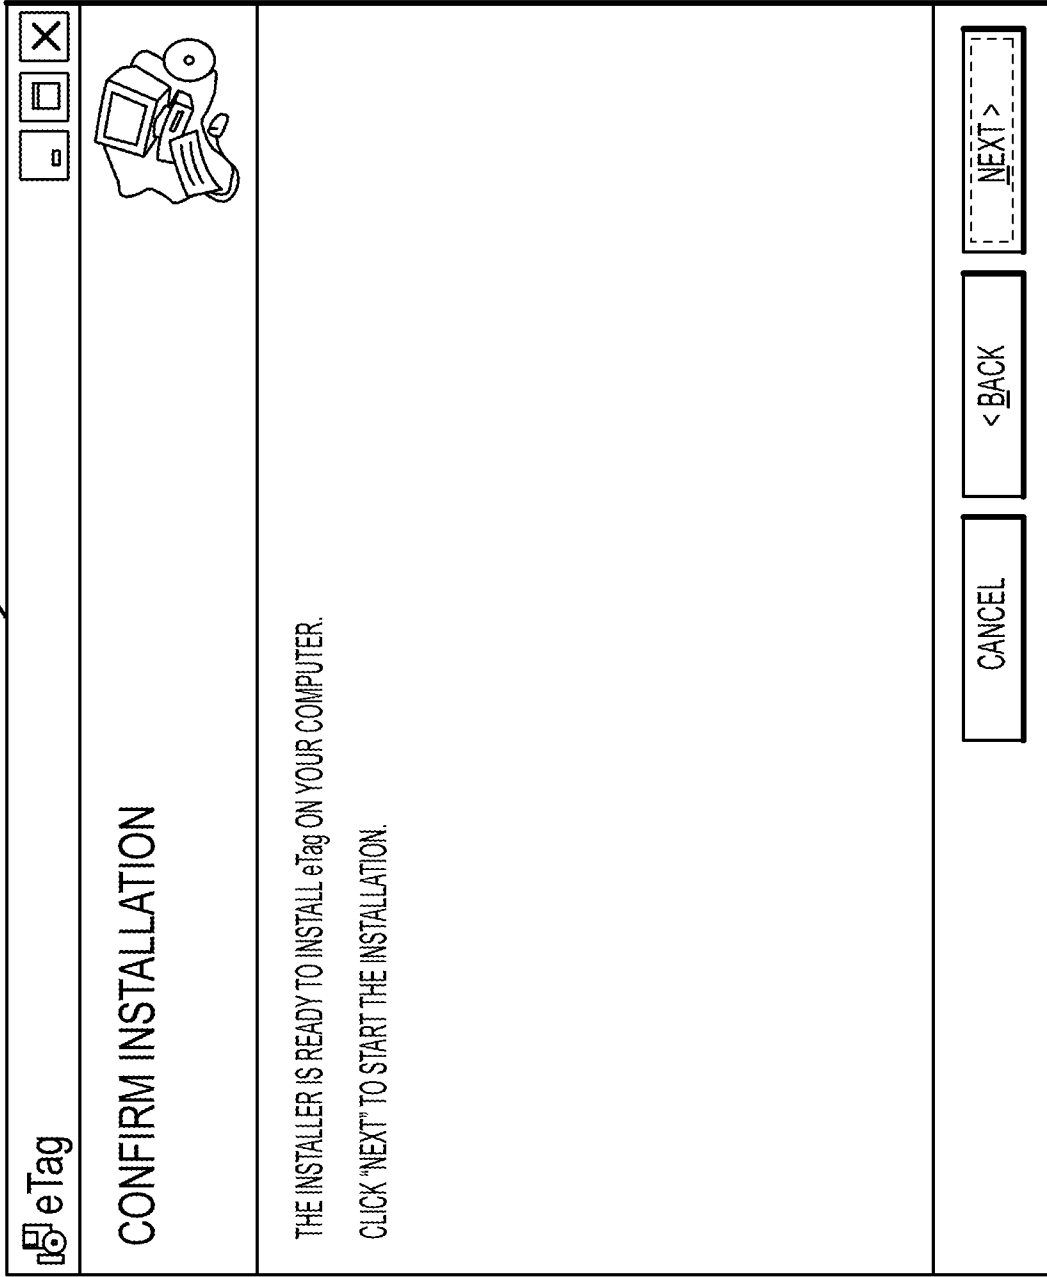 eTag
CONFIRM INSTALLATION
THE INSTALLER IS READY TO INSTALL eTag ON YOUR COMPUTER.
CLICK "NEXT" TO START THE INSTALLATION.
CANCEL
< BACK
NEXT >